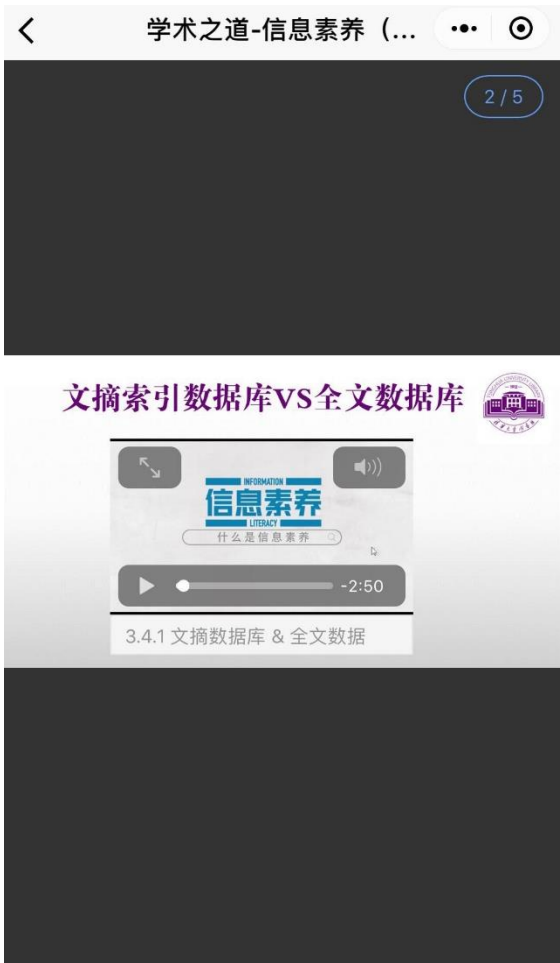 学术之道-信息素养（...
2 / 5
文摘索引数据库VS全文数据库
INFORMATION
信息素养
LITERACY
什么是信息素养
-2:50
3.4.1 文摘数据库 & 全文数据